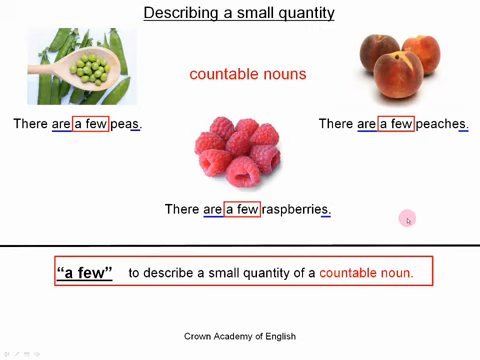 Describing a small quantity
countable nouns
There are a few peas.
There are a few peaches.
There are a few raspberries.
“a few” to describe a small quantity of a countable noun.
Crown Academy of English